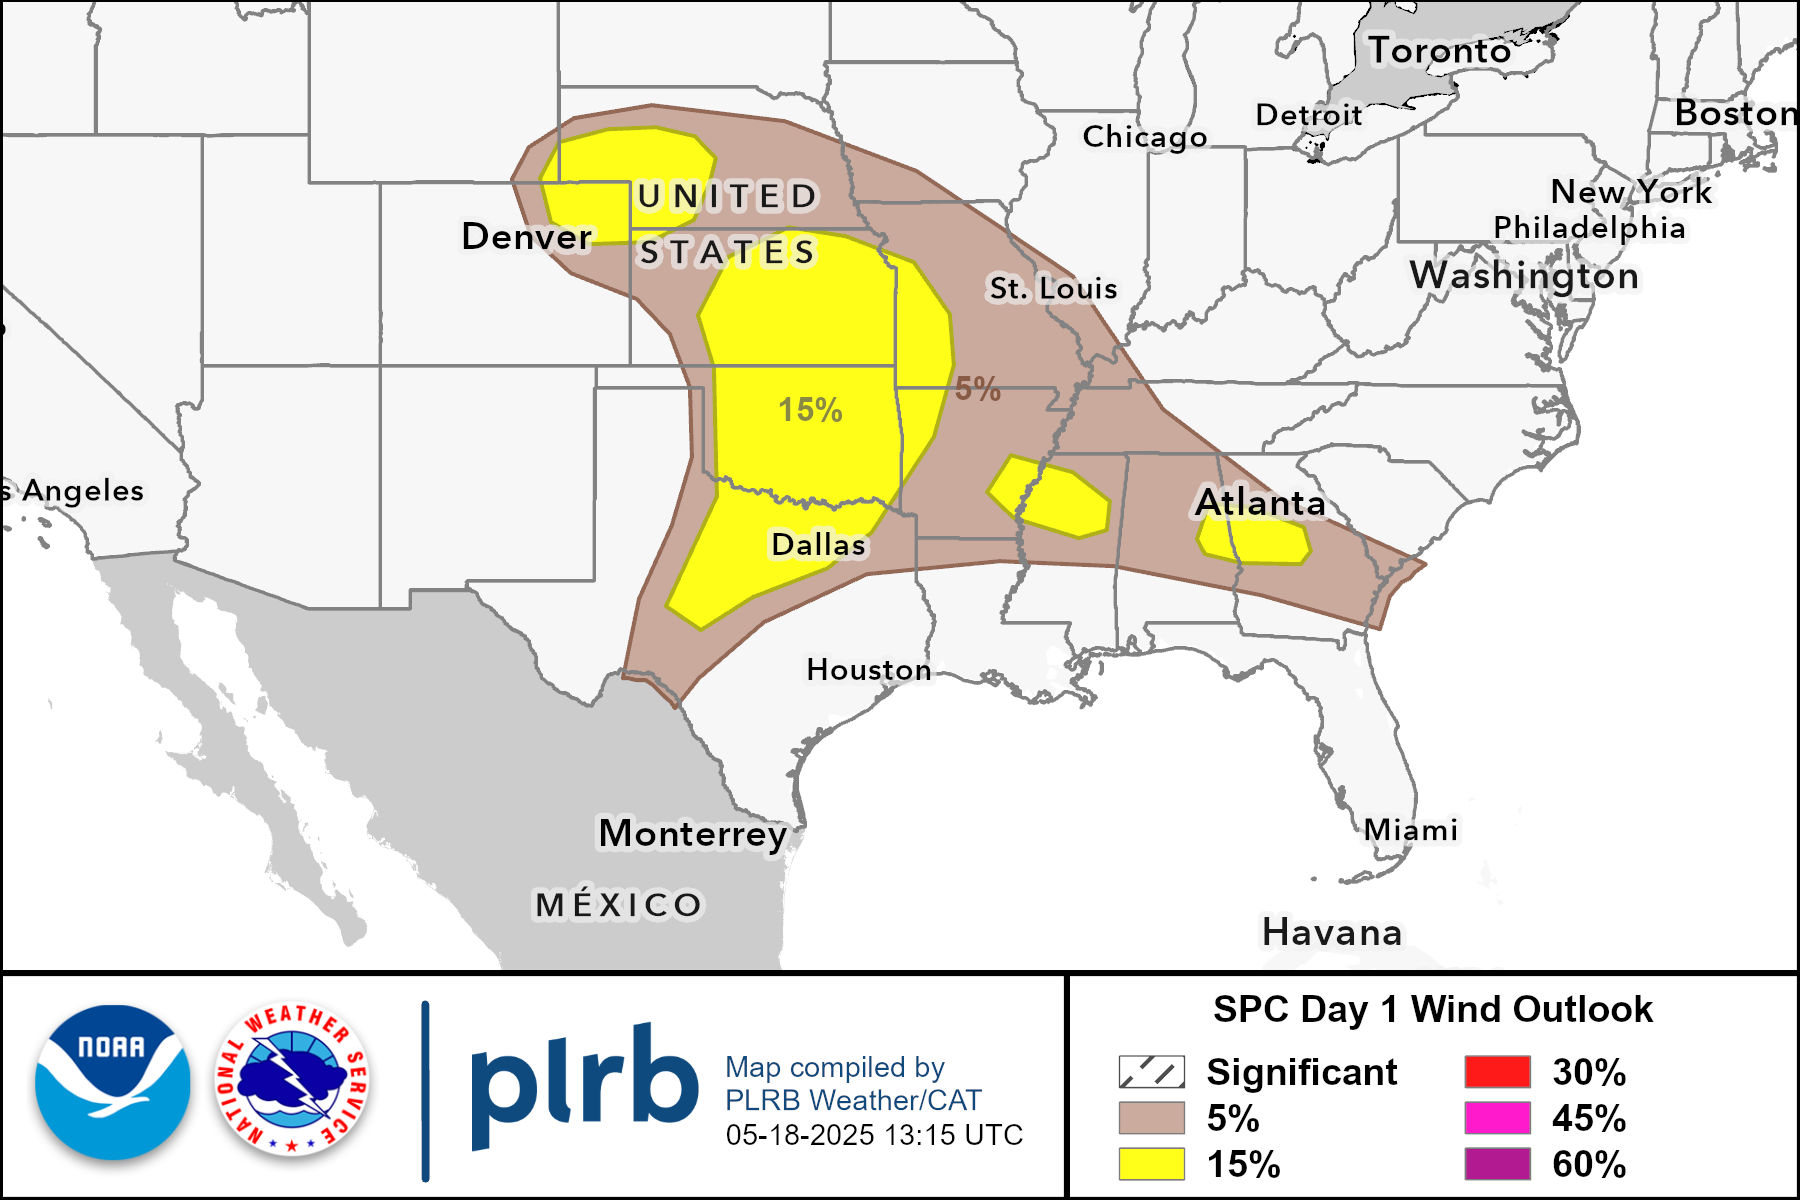 Toronto
Detroit
Boston
Chicago
New York
UNITED
Philadelphia
Denver
STATES
Washington
St. Louis
5%
15%
s Angeles
Atlanta
Dallas
Houston
Miami
Monterrey
MÉXICO
Havana
NOAA
NATIONAL WEATHER SERVICE
plrb
Map compiled by
PLRB Weather/CAT
05-18-2025 13:15 UTC
SPC Day 1 Wind Outlook
Significant
5%
15%
30%
45%
60%